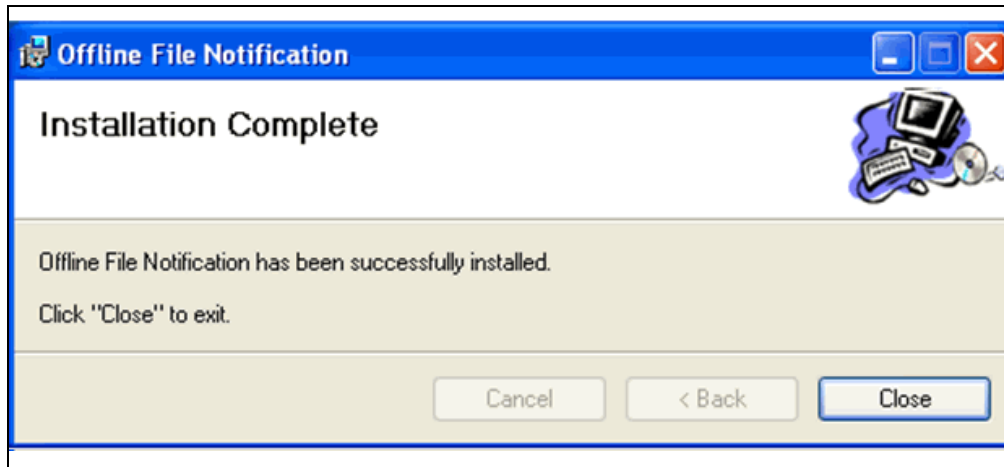 Offline File Notification
Installation Complete
Offline File Notification has been successfully installed.
Click "Close" to exit.
Cancel
< Back
Close